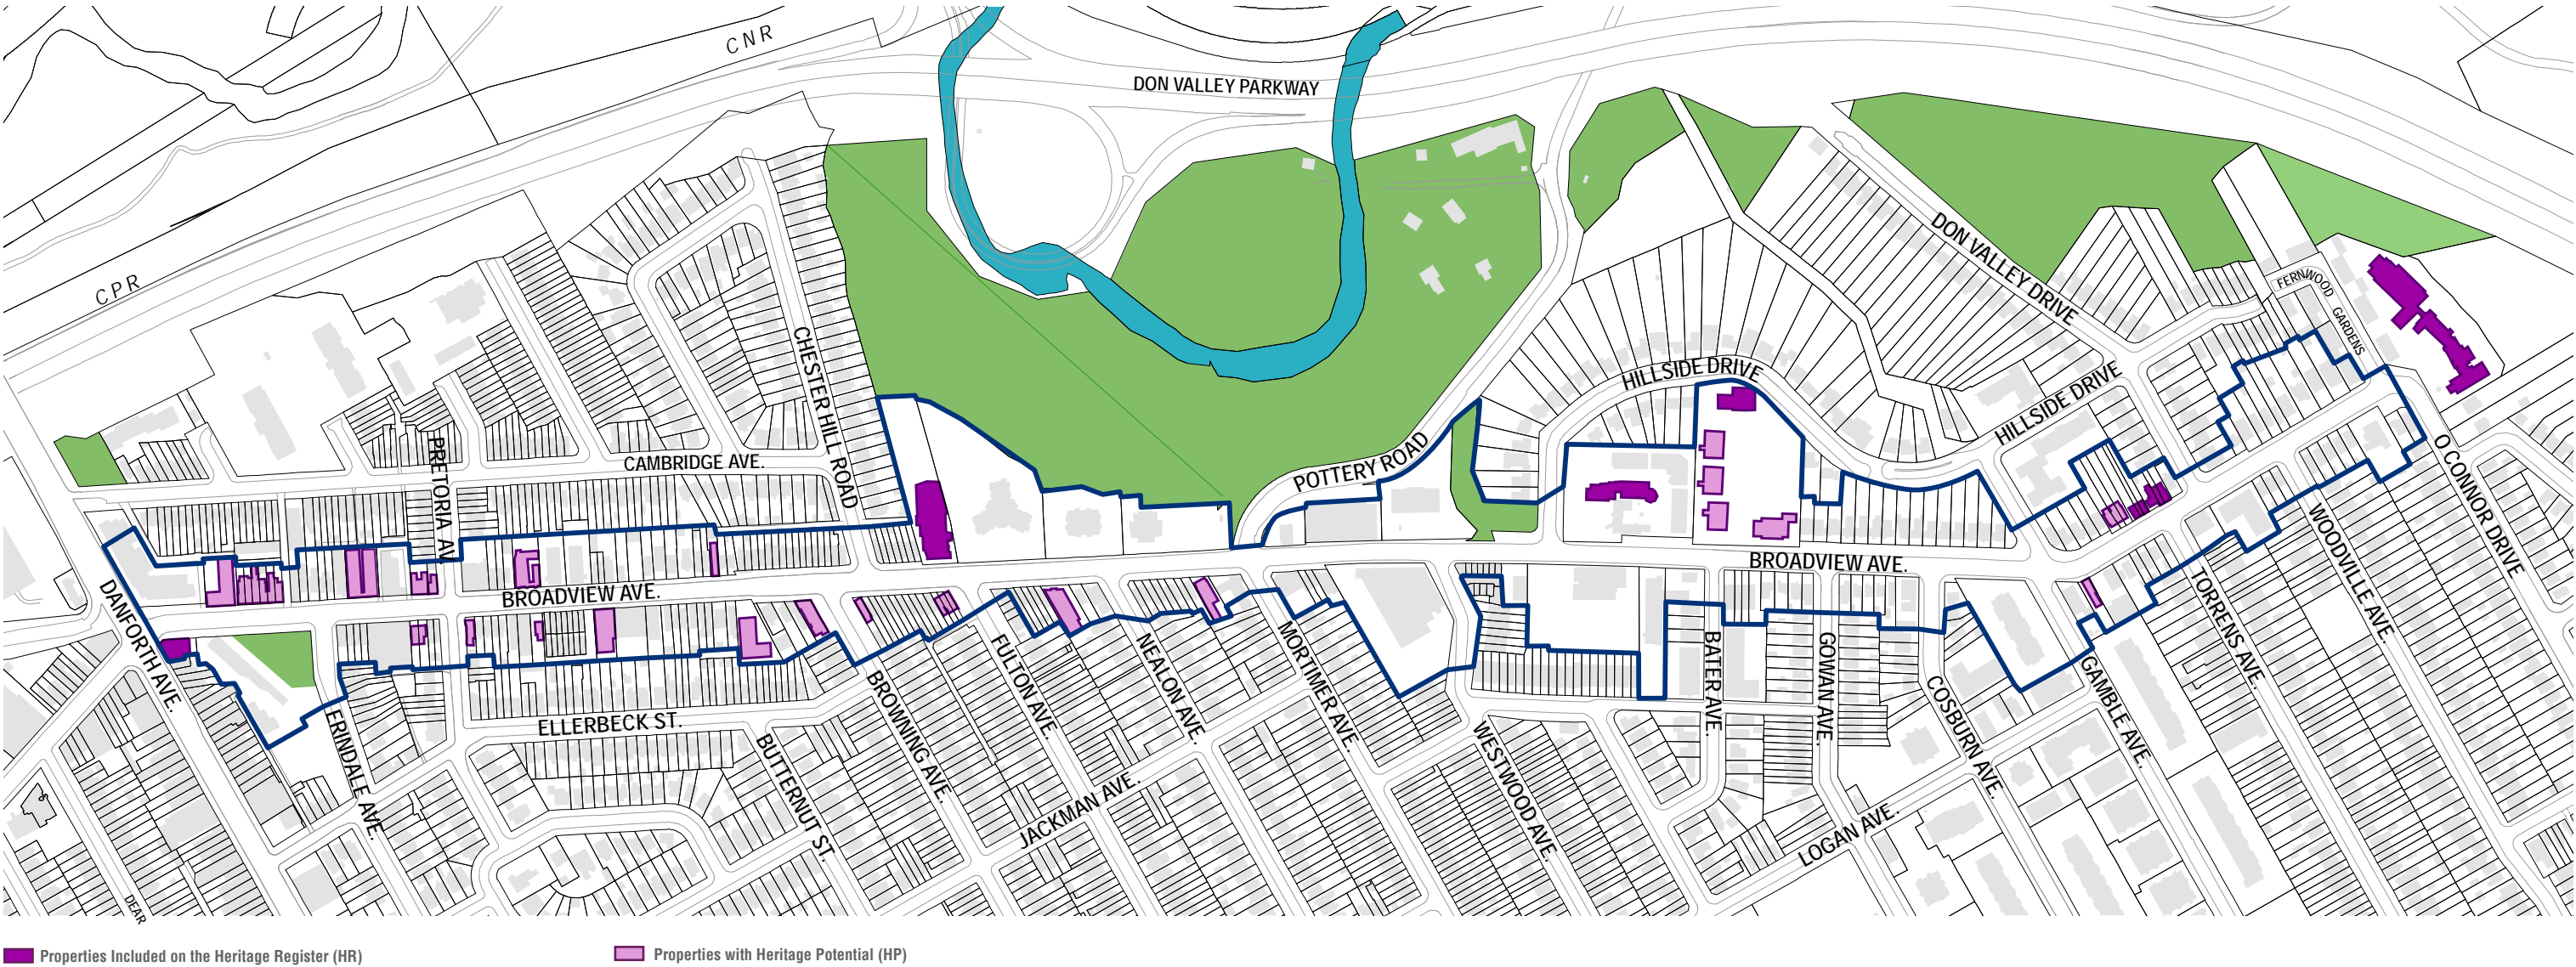 CNR
DON VALLEY PARKWAY
CPR
DON VALLEY DRIVE
FERNWOOD
GARDENS
CHESTER HILL ROAD
HILLSIDE DRIVE
HILLSIDE DRIVE
PRETORIA AV.
CAMBRIDGE AVE.
POTTERY ROAD
O CONNOR DRIVE
WOODVILLE AVE.
BROADVIEW AVE.
BROADVIEW AVE.
DANFORTH AVE.
TORRENS AVE.
FULTON AVE.
NEALON AVE.
MORTIMER AVE.
BATER AVE.
GOWAN AVE.
GAMBLE AVE.
BROWNING AVE.
COSBURN AVE.
ERINDALE AVE.
ELLERBECK ST.
BUTTERNUT ST.
WESTWOOD AVE.
JACKMAN AVE.
LOGAN AVE.
DEAR
Properties Included on the Heritage Register (HR)
Properties with Heritage Potential (HP)